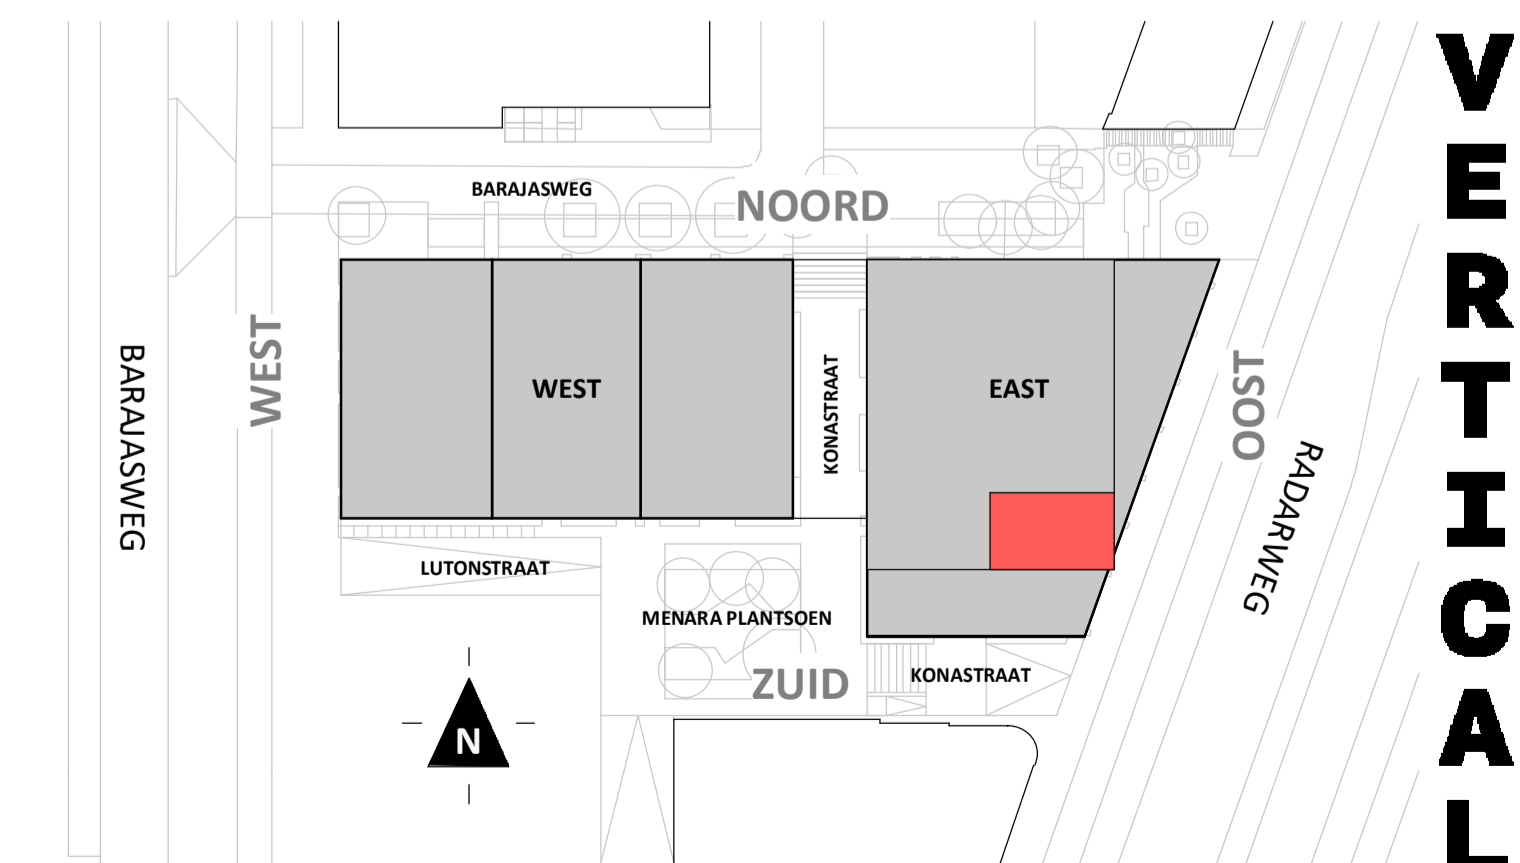 BARAJASWEG
NOORD
WEST
BARAJASWEG
WEST
KONASTRAAT
EAST
OOST
RADARWEG
LUTONSTRAAT
MENARA PLANTSOEN
ZUID
KONASTRAAT
N
VERTICAL